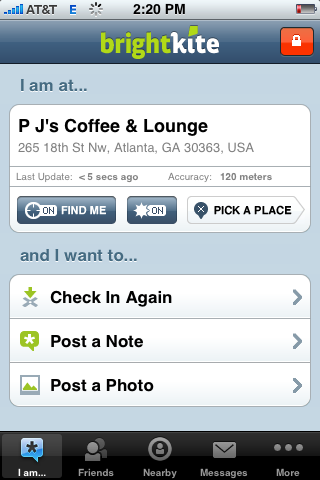 AT&T E 2:20 PM
brightkite
I am at...
P J's Coffee & Lounge
265 18th St Nw, Atlanta, GA 30363, USA
Last Update: < 5 secs ago Accuracy: 120 meters
ON FIND ME ON PICK A PLACE
and I want to...
Check In Again
Post a Note
Post a Photo
I am... Friends Nearby Messages More